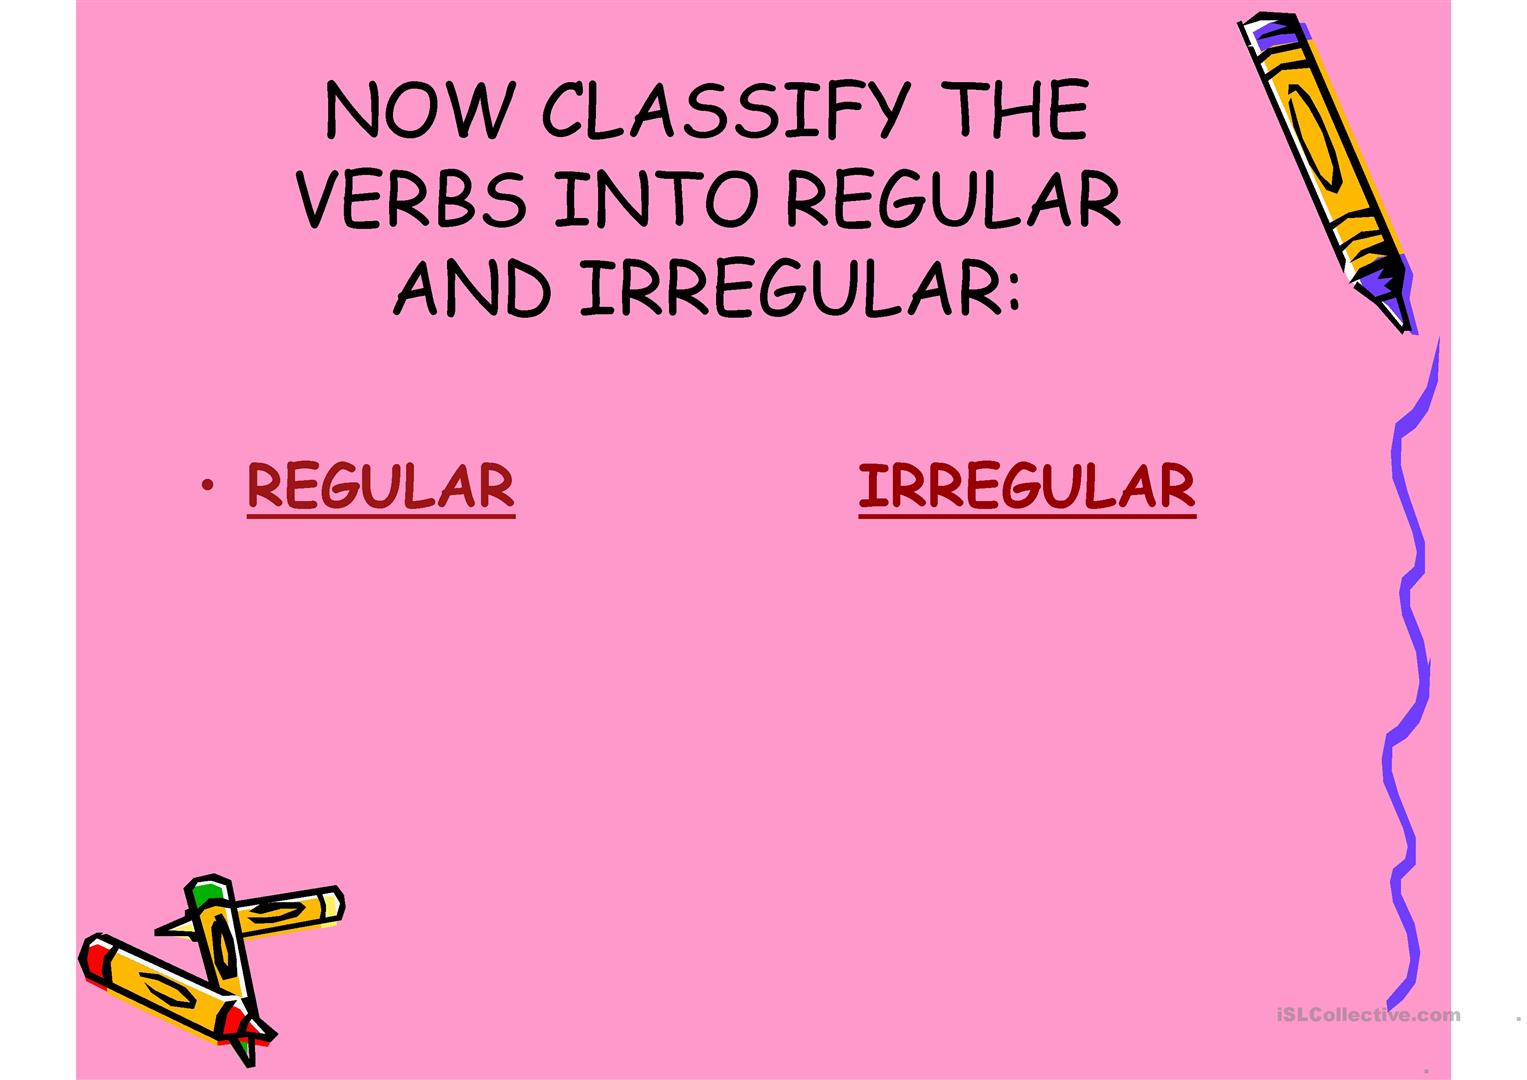 NOW CLASSIFY THE
VERBS INTO REGULAR
AND IRREGULAR:
• REGULAR IRREGULAR
iSLCollective.com